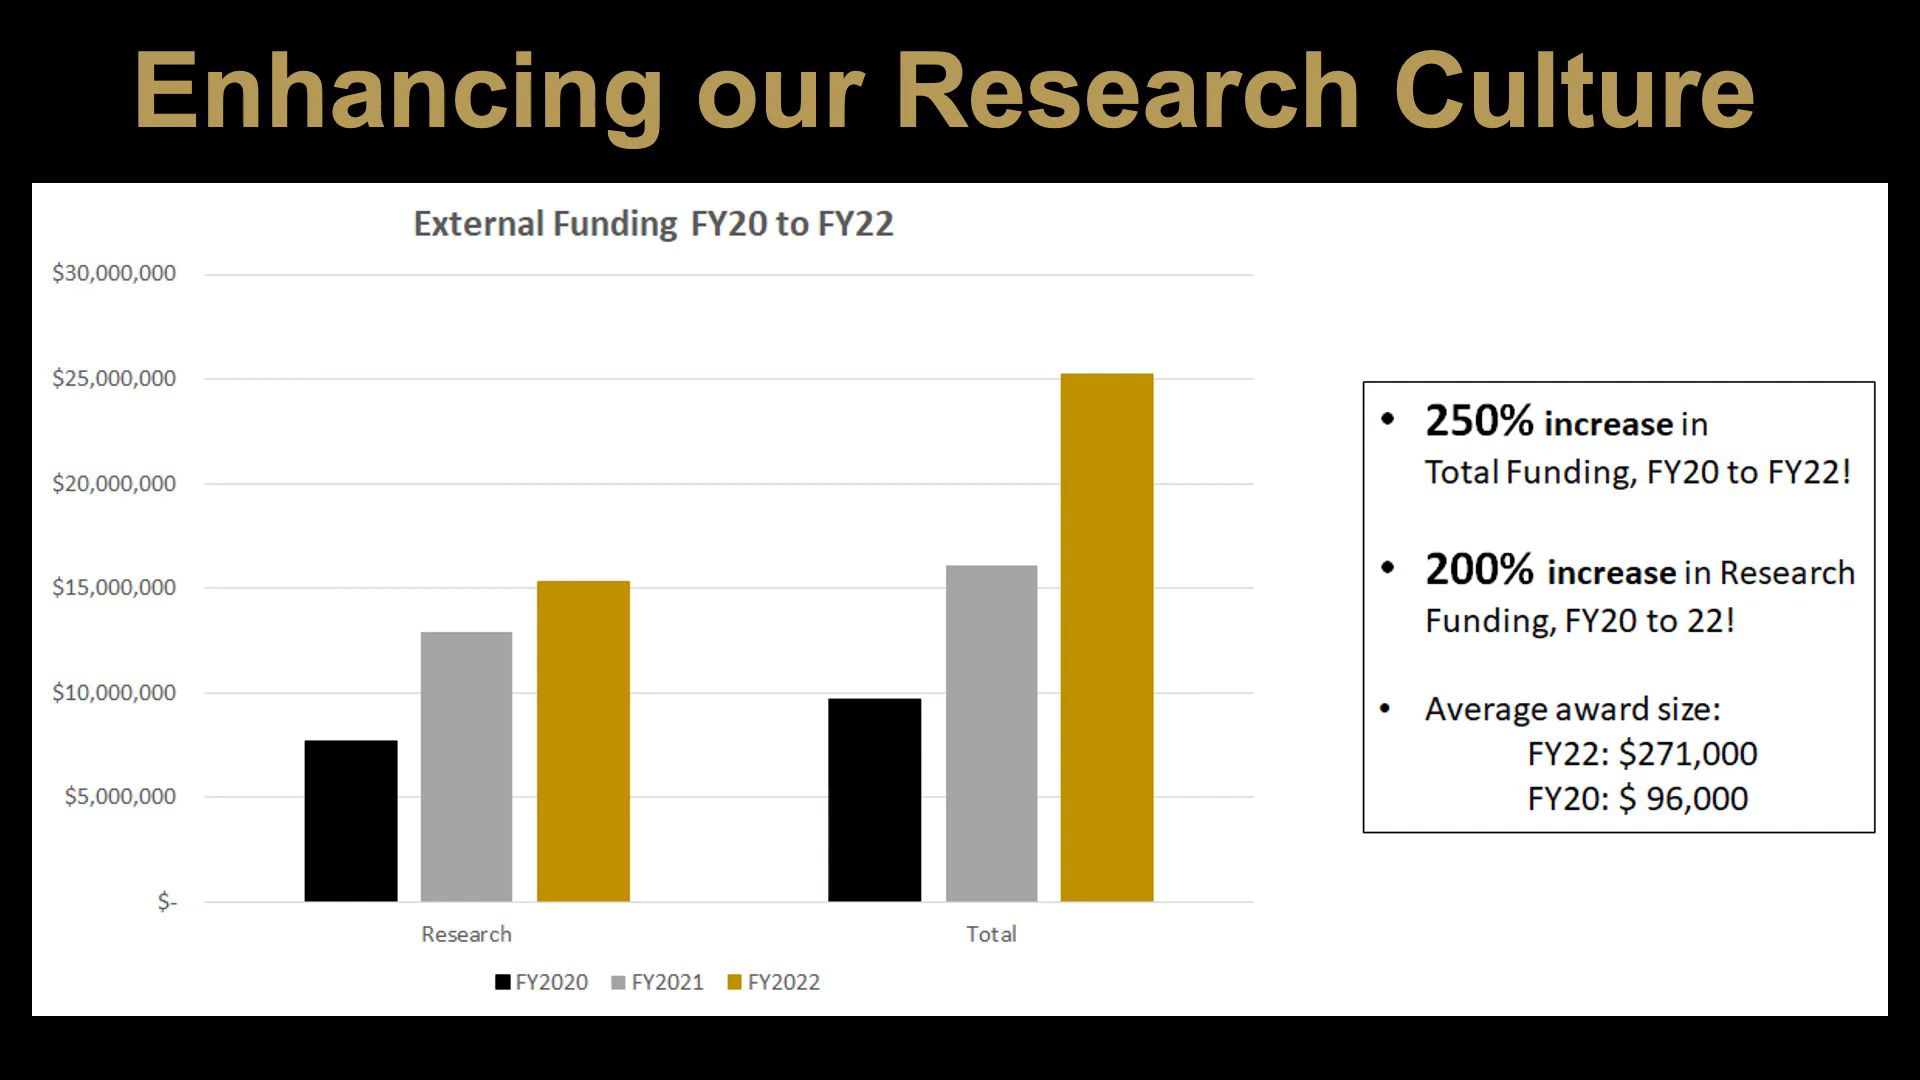 Enhancing our Research Culture
External Funding FY20 to FY22
$30,000,000
$25,000,000
$20,000,000
$15,000,000
$10,000,000
$5,000,000
$-
Research
Total
FY2020 FY2021 FY2022
• 250% increase in
Total Funding, FY20 to FY22!
• 200% increase in Research
Funding, FY20 to 22!
• Average award size:
FY22: $271,000
FY20: $ 96,000